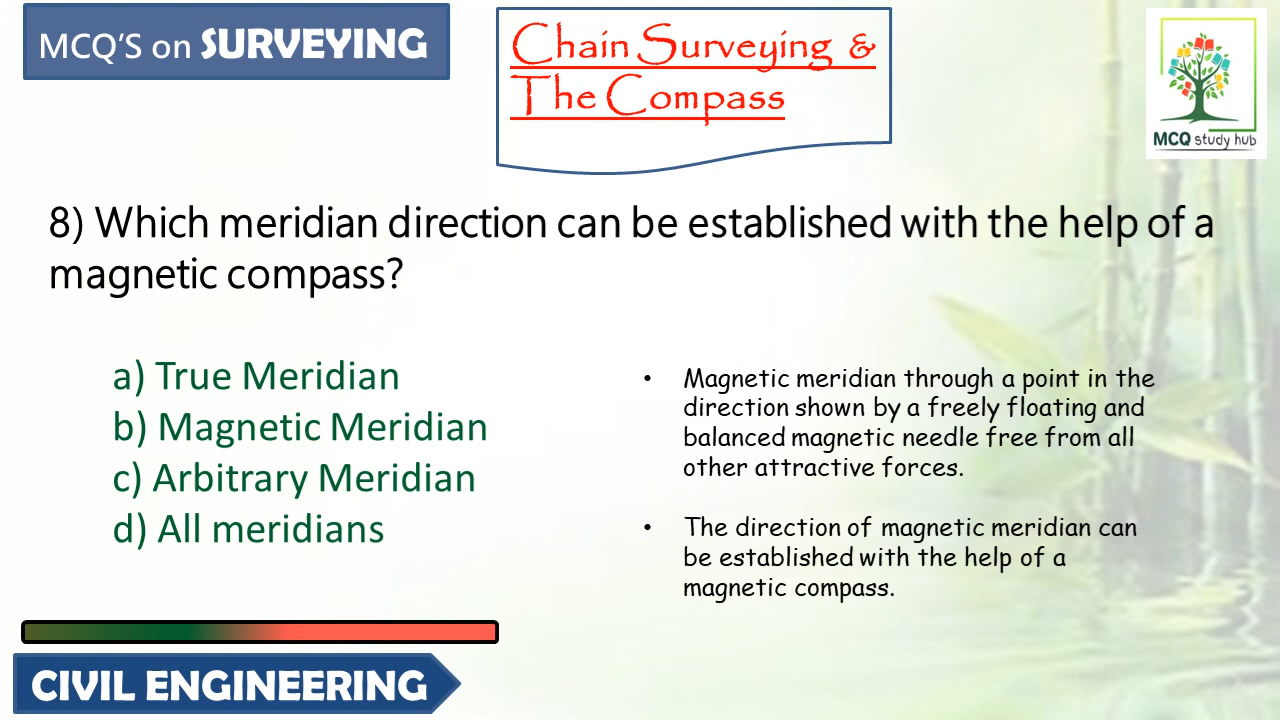 MCQ'S on SURVEYING
Chain Surveying &
The Compass
MCQ study hub
8) Which meridian direction can be established with the help of a
magnetic compass?
a) True Meridian
b) Magnetic Meridian
c) Arbitrary Meridian
d) All meridians
• Magnetic meridian through a point in the
direction shown by a freely floating and
balanced magnetic needle free from all
other attractive forces.
• The direction of magnetic meridian can
be established with the help of a
magnetic compass.
CIVIL ENGINEERING